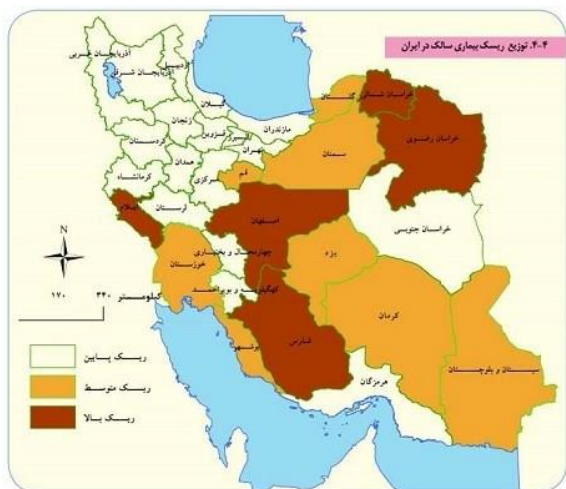 ۴-۴. توزیع ریسک بیماری سالک در ایران
آذربایجان غربی
آذربایجان شرقی
اردبیل
گیلان
زنجان
کردستان
قزوین
البرز
مازندران
تهران
گلستان
خراسان شمالی
خراسان رضوی
سمنان
همدان
کرمانشاه
مرکزی
قم
لرستان
ایلام
اصفهان
خراسان جنوبی
چهارمحال و بختیاری
خوزستان
یزد
کهگیلویه و بویراحمد
کرمان
فارس
بوشهر
سیستان و بلوچستان
هرمزگان
N
۱۷۰ ۳۴۰ کیلومتر
ریسک پایین
ریسک متوسط
ریسک بالا